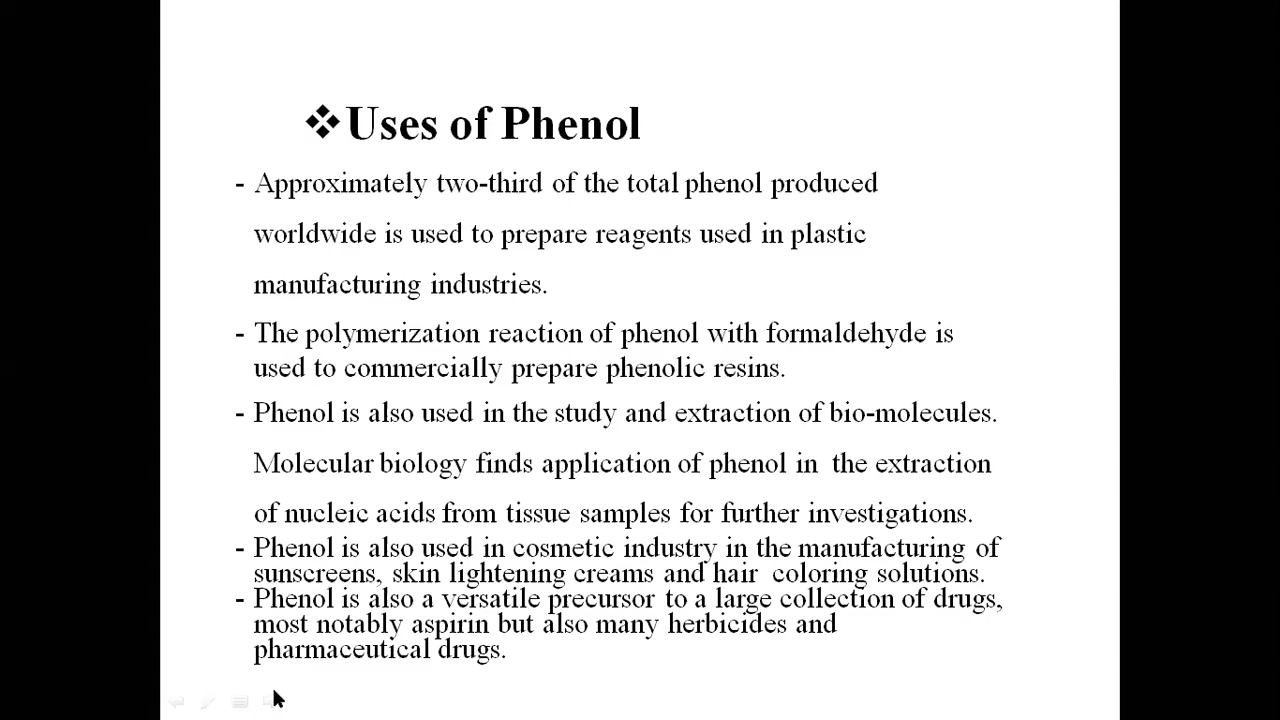 ❖Uses of Phenol
- Approximately two-third of the total phenol produced
worldwide is used to prepare reagents used in plastic
manufacturing industries.
- The polymerization reaction of phenol with formaldehyde is
used to commercially prepare phenolic resins.
- Phenol is also used in the study and extraction of bio-molecules.
Molecular biology finds application of phenol in the extraction
of nucleic acids from tissue samples for further investigations.
- Phenol is also used in cosmetic industry in the manufacturing of
sunscreens, skin lightening creams and hair coloring solutions.
- Phenol is also a versatile precursor to a large collection of drugs,
most notably aspirin but also many herbicides and
pharmaceutical drugs.